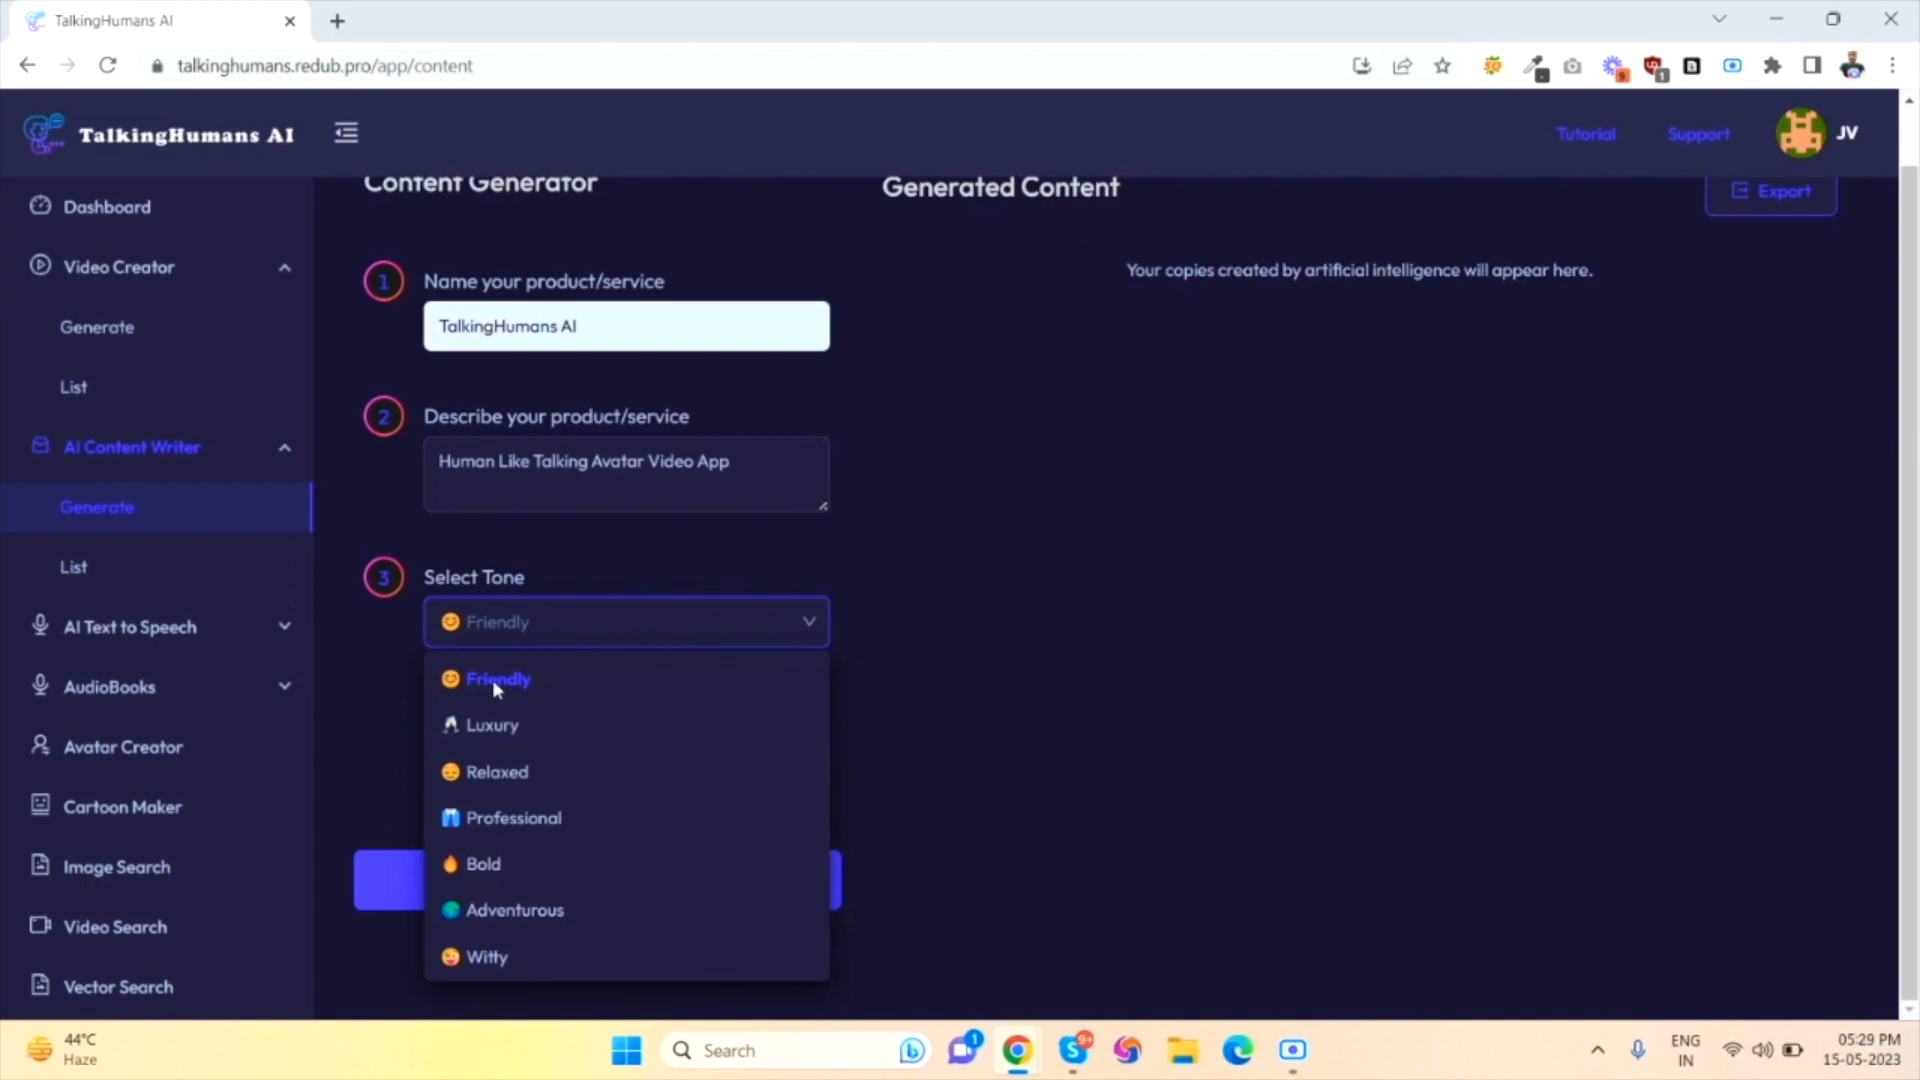 TalkingHumans AI
talkinghumans.redub.pro/app/content
9
1
TalkingHumans AI
Tutorial
Support
JV
Dashboard
Video Creator
Generate
List
AI Content Writer
Generate
List
AI Text to Speech
AudioBooks
Avatar Creator
Cartoon Maker
Image Search
Video Search
Vector Search
Content Generator
1
Name your product/service
TalkingHumans AI
2
Describe your product/service
Human Like Talking Avatar Video App
3
Select Tone
Friendly
Friendly
Luxury
Relaxed
Professional
Bold
Adventurous
Witty
Generated Content
Export
Your copies created by artificial intelligence will appear here.
44°C
Haze
Search
1
9+
ENG
IN
05:29 PM
15-05-2023